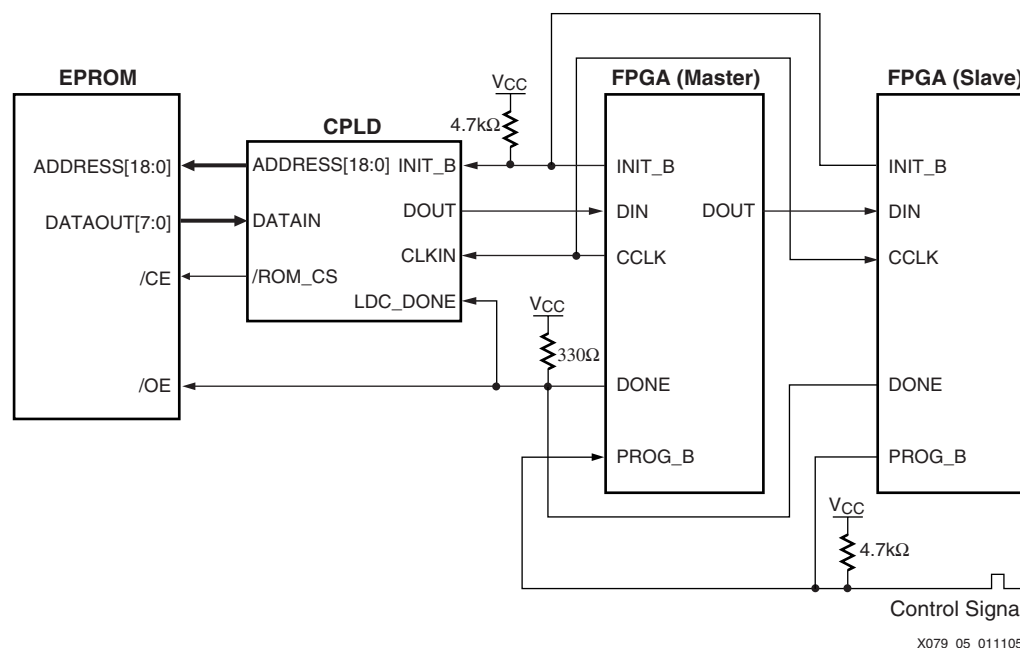 EPROM
ADDRESS[18:0]
DATAOUT[7:0]
/CE
/OE
CPLD
ADDRESS[18:0]
INIT_B
DOUT
DATAIN
CLKIN
/ROM_CS
LDC_DONE
VCC
4.7kΩ
VCC
330Ω
FPGA (Master)
INIT_B
DIN
DOUT
CCLK
DONE
PROG_B
FPGA (Slave)
INIT_B
DIN
CCLK
DONE
PROG_B
VCC
4.7kΩ
Control Signa
X079_05_011105